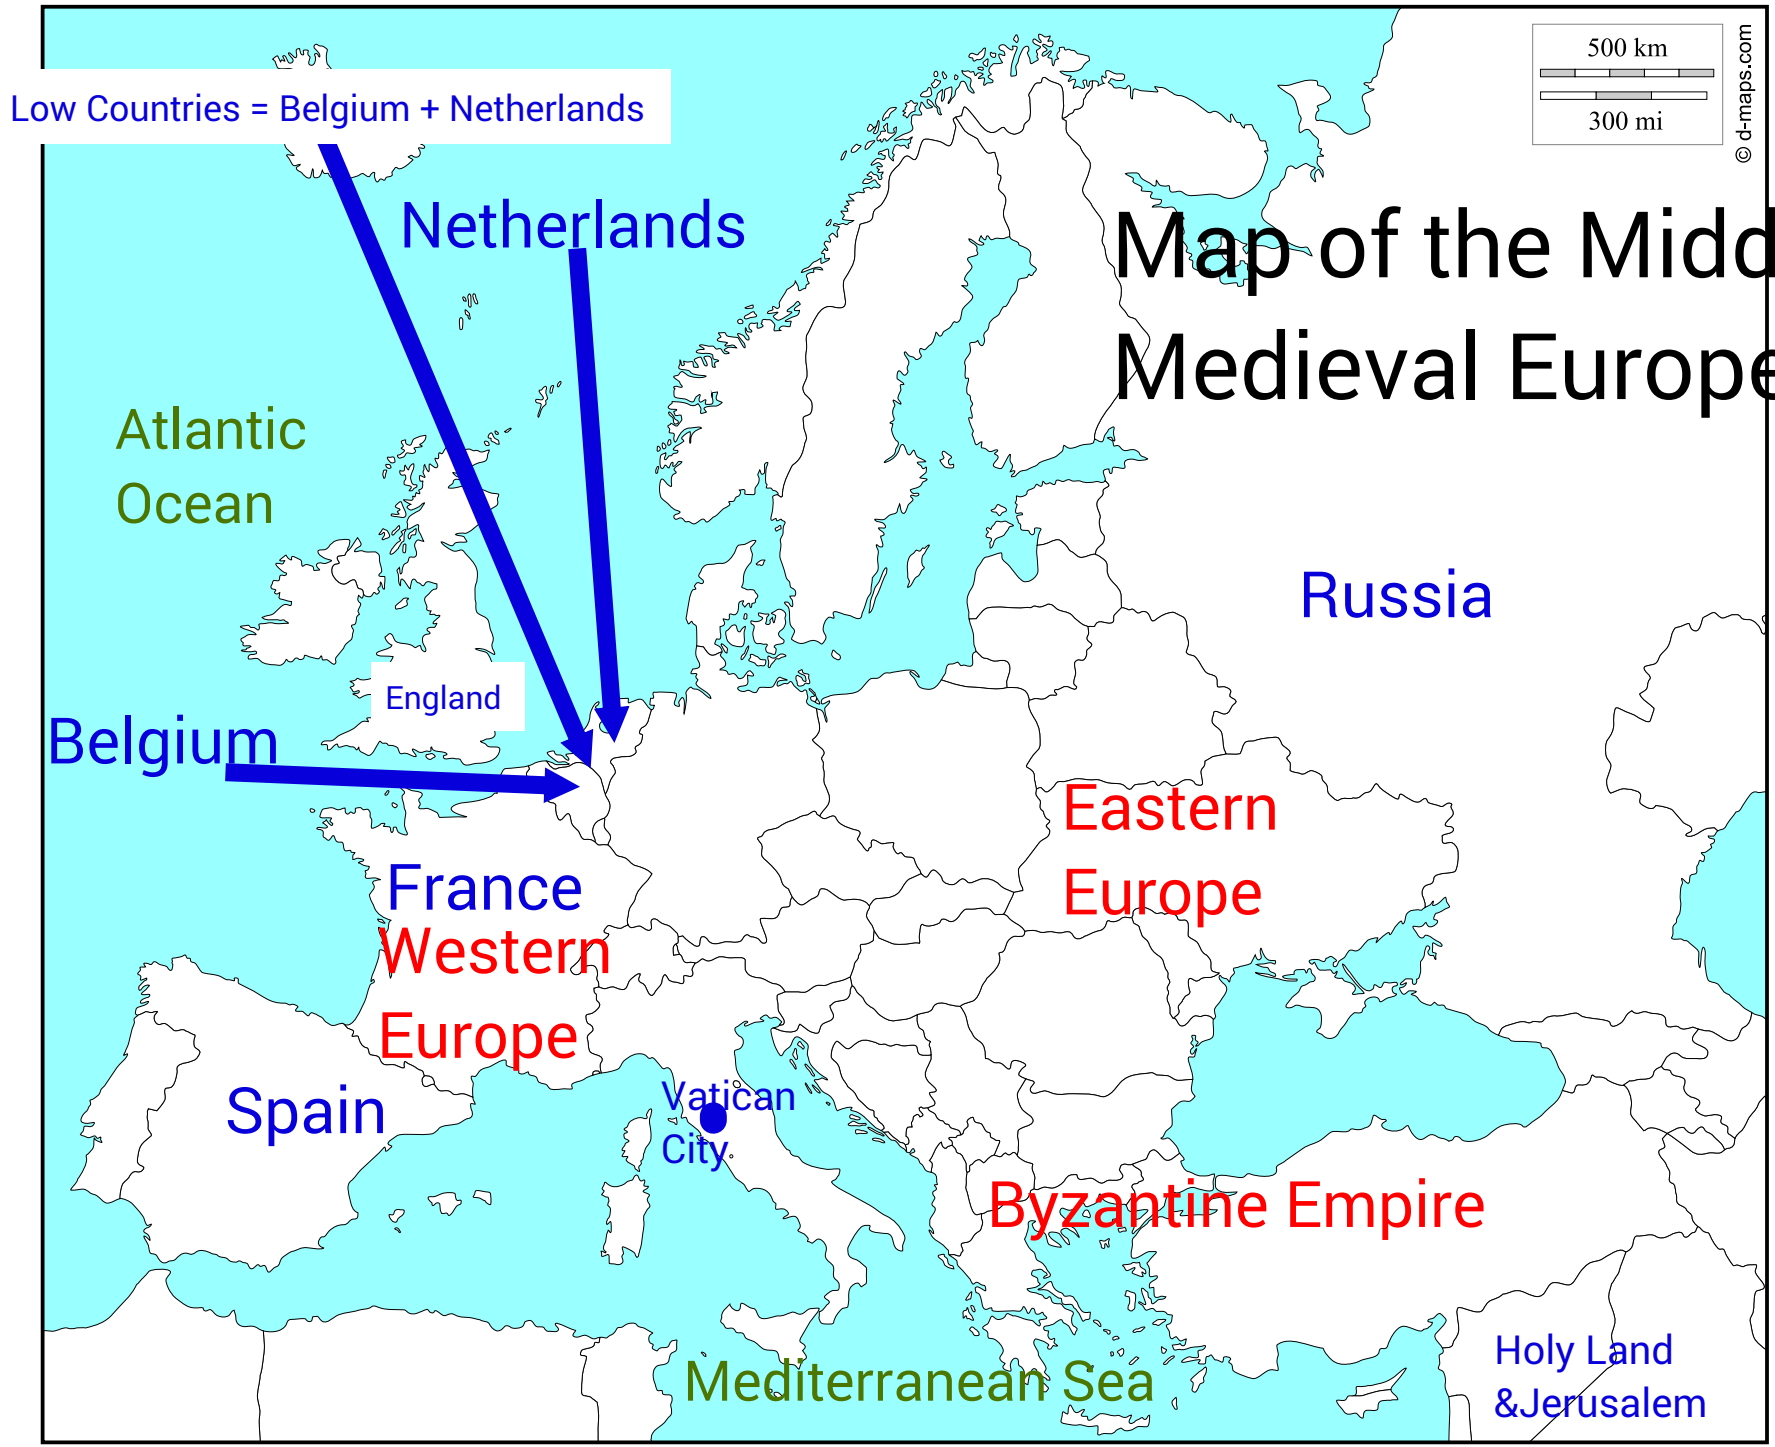 500 km
300 mi
© d-maps.com
Low Countries = Belgium + Netherlands
Netherlands
Map of the Midd
Medieval Europe
Atlantic
Ocean
Russia
England
Belgium
Eastern
Europe
France
Western
Europe
Spain
Vatican
City
Byzantine Empire
Holy Land
&Jerusalem
Mediterranean Sea